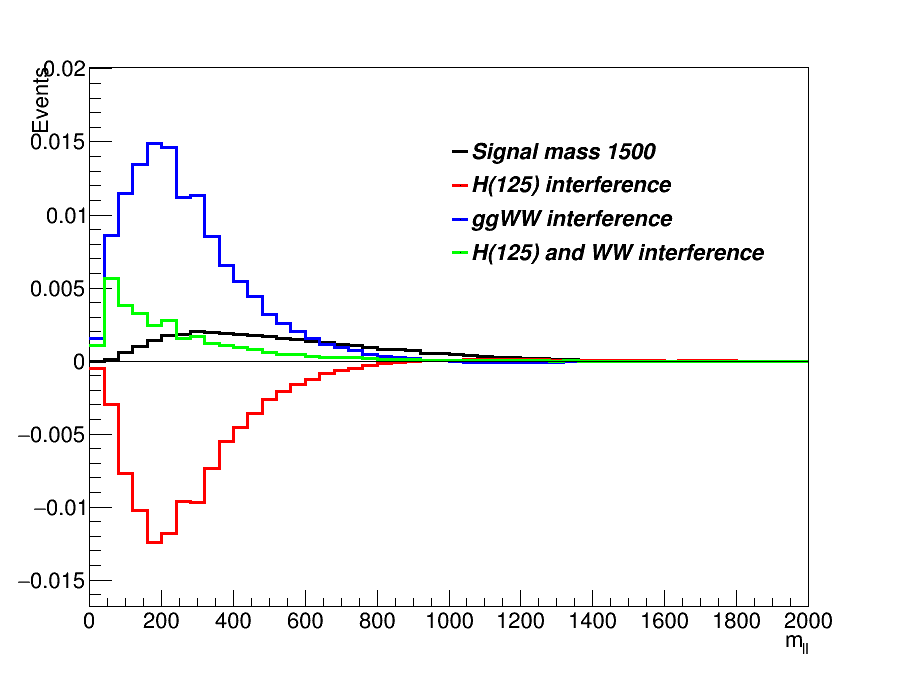 Events
0.02
0.015
0.01
0.005
0
−0.005
−0.01
−0.015
Signal mass 1500
H(125) interference
ggWW interference
H(125) and WW interference
0 200 400 600 800 1000 1200 1400 1600 1800 2000
m_ll